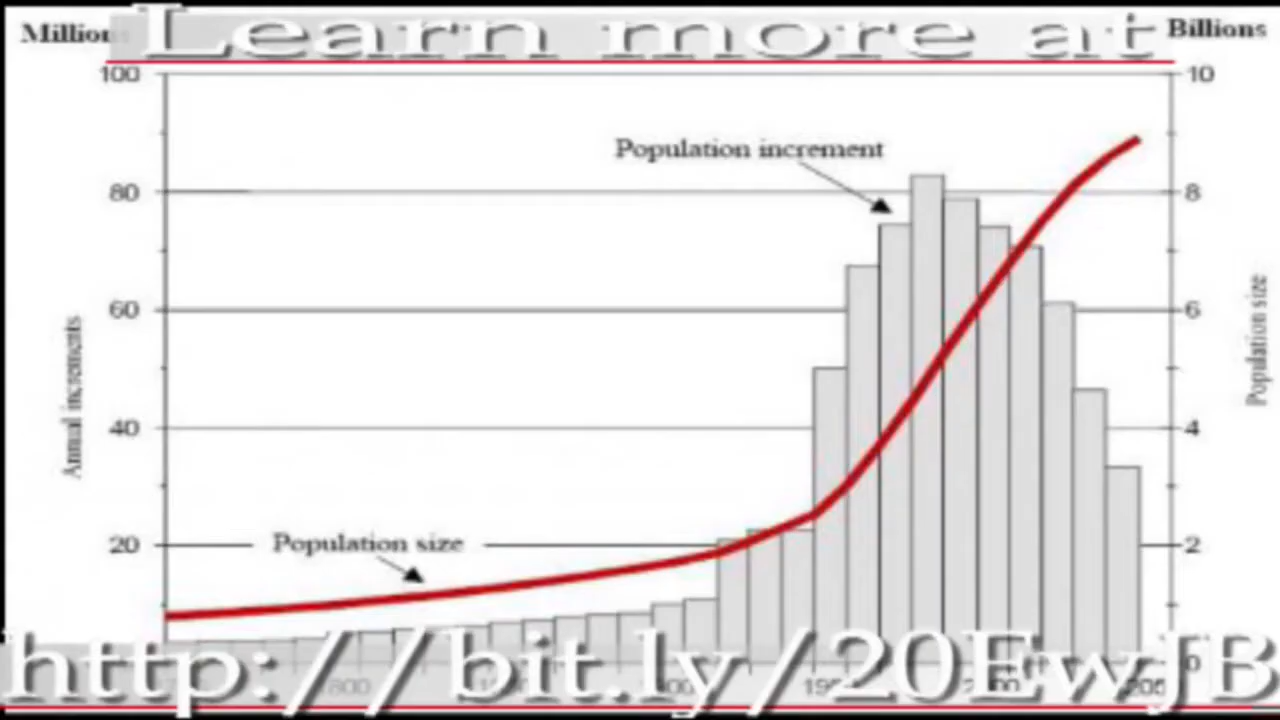 Learn more at
Billions
100
10
Population increment
80
8
60
6
Annual increments
Population size
40
4
20
Population size
2
0
http://bit.ly/20EwJB